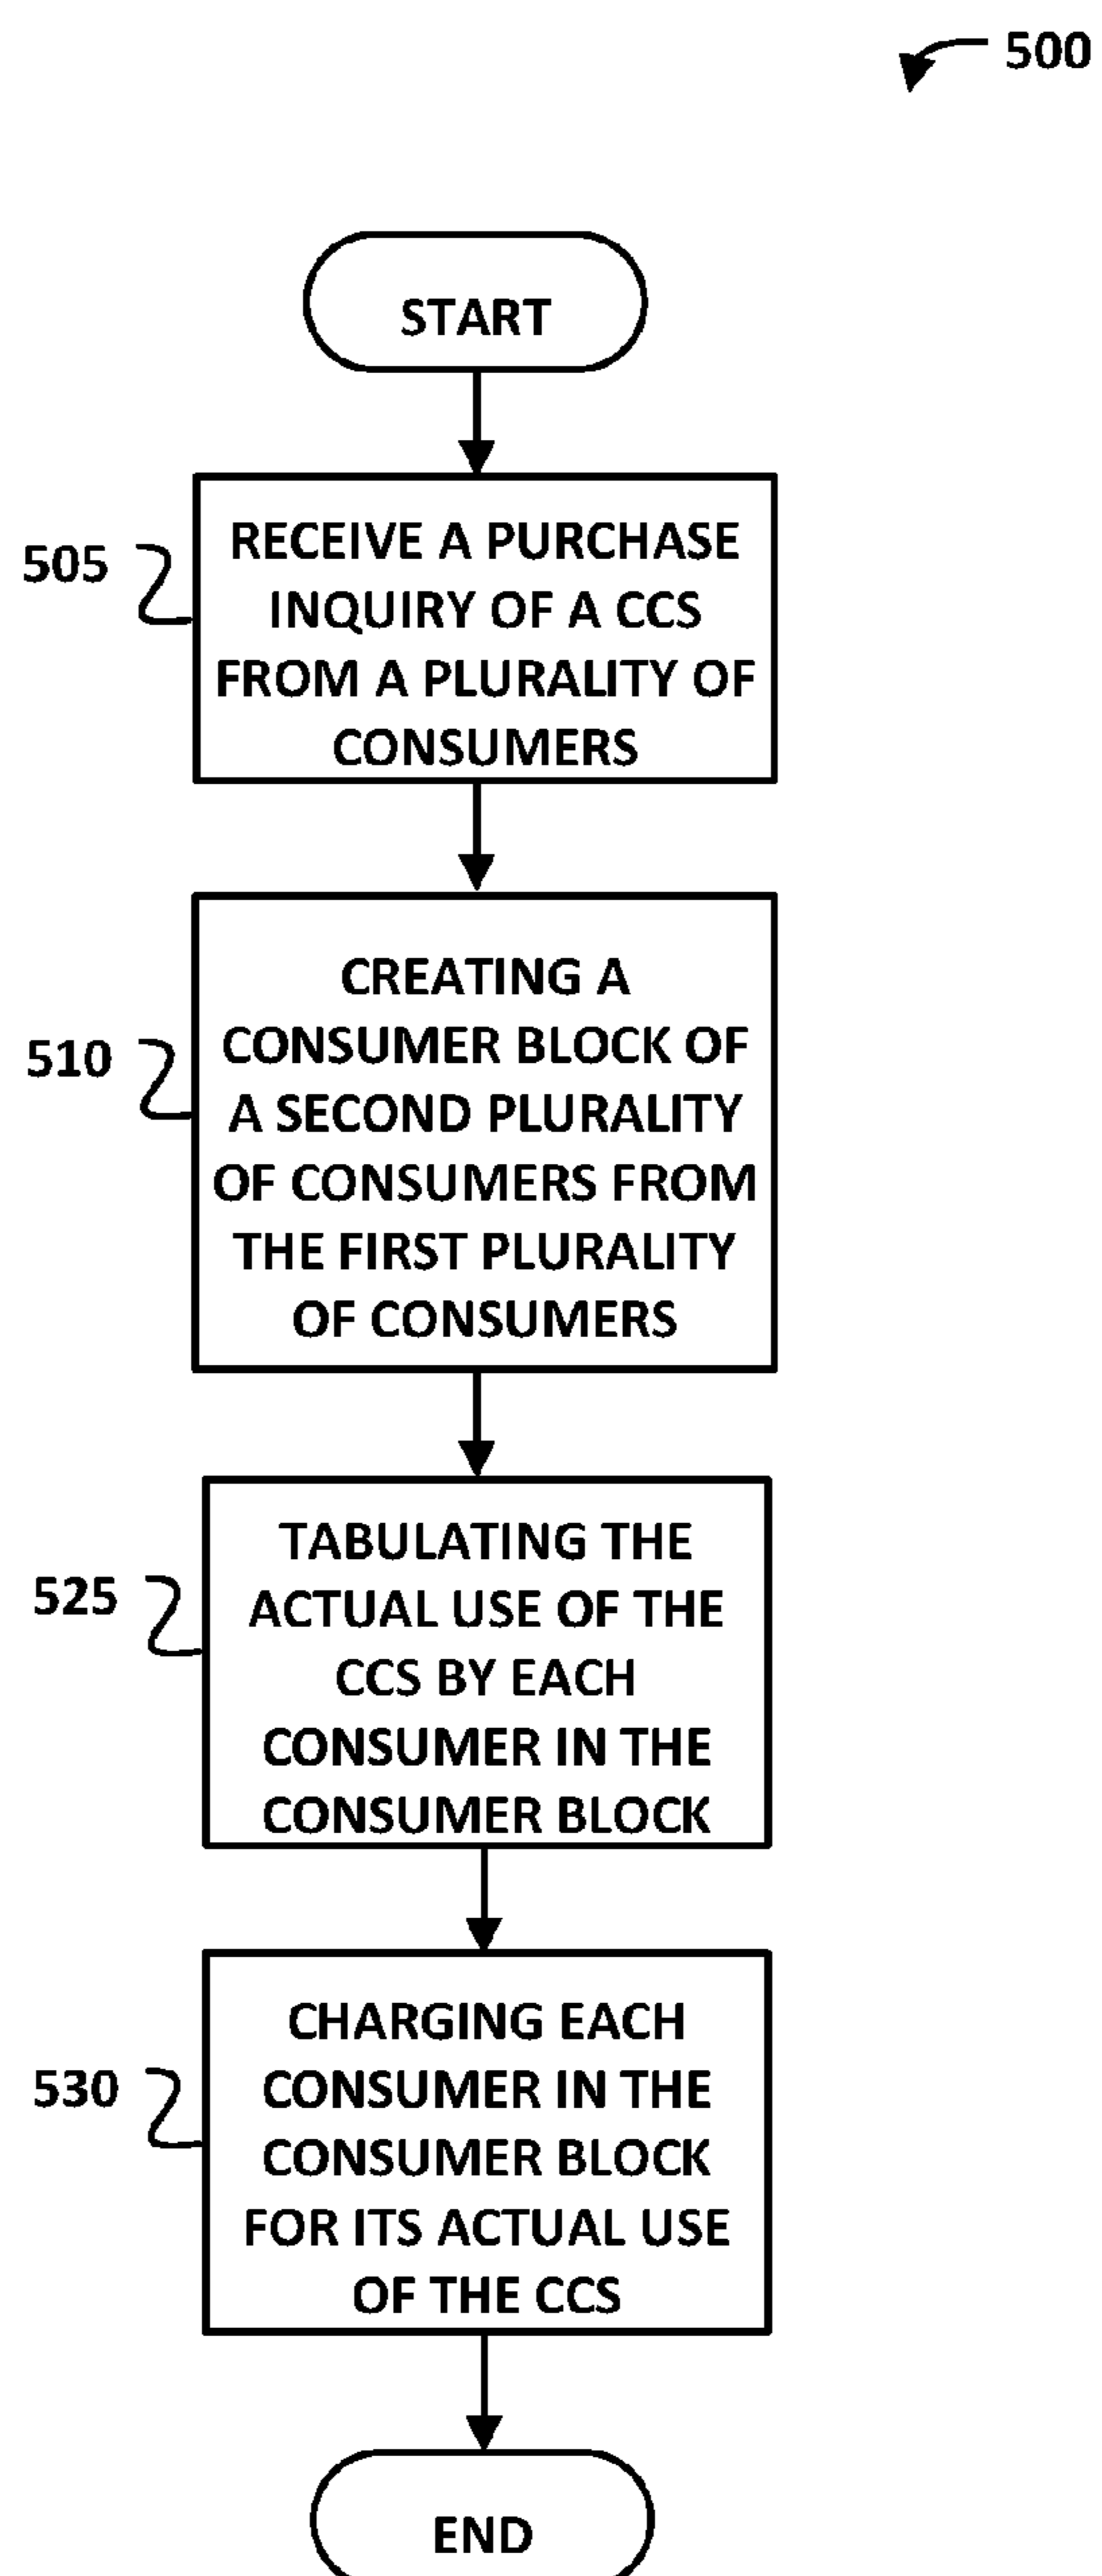 500
START
505
RECEIVE A PURCHASE
INQUIRY OF A CCS
FROM A PLURALITY OF
CONSUMERS
510
CREATING A
CONSUMER BLOCK OF
A SECOND PLURALITY
OF CONSUMERS FROM
THE FIRST PLURALITY
OF CONSUMERS
525
TABULATING THE
ACTUAL USE OF THE
CCS BY EACH
CONSUMER IN THE
CONSUMER BLOCK
530
CHARGING EACH
CONSUMER IN THE
CONSUMER BLOCK
FOR ITS ACTUAL USE
OF THE CCS
END